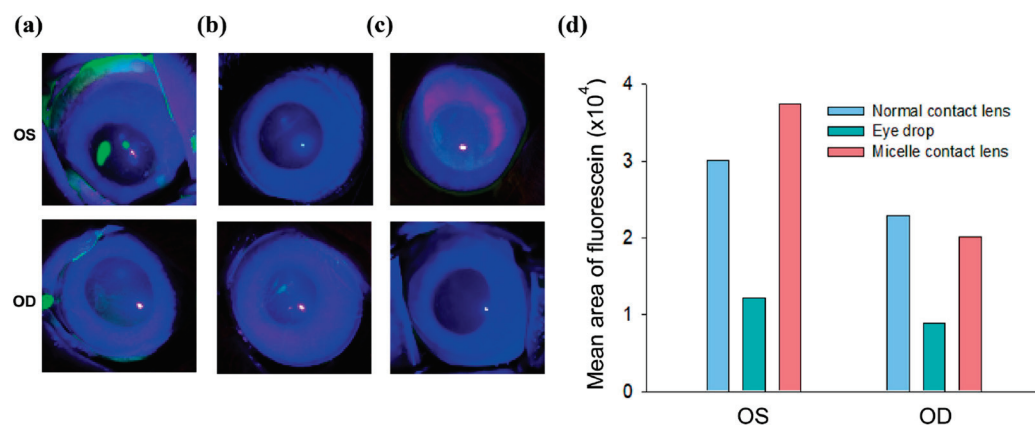 (a)
(b)
(c)
(d)
OS
OD
Mean area of fluorescein (x10⁴)
4
3
2
1
0
Normal contact lens
Eye drop
Micelle contact lens
OS
OD